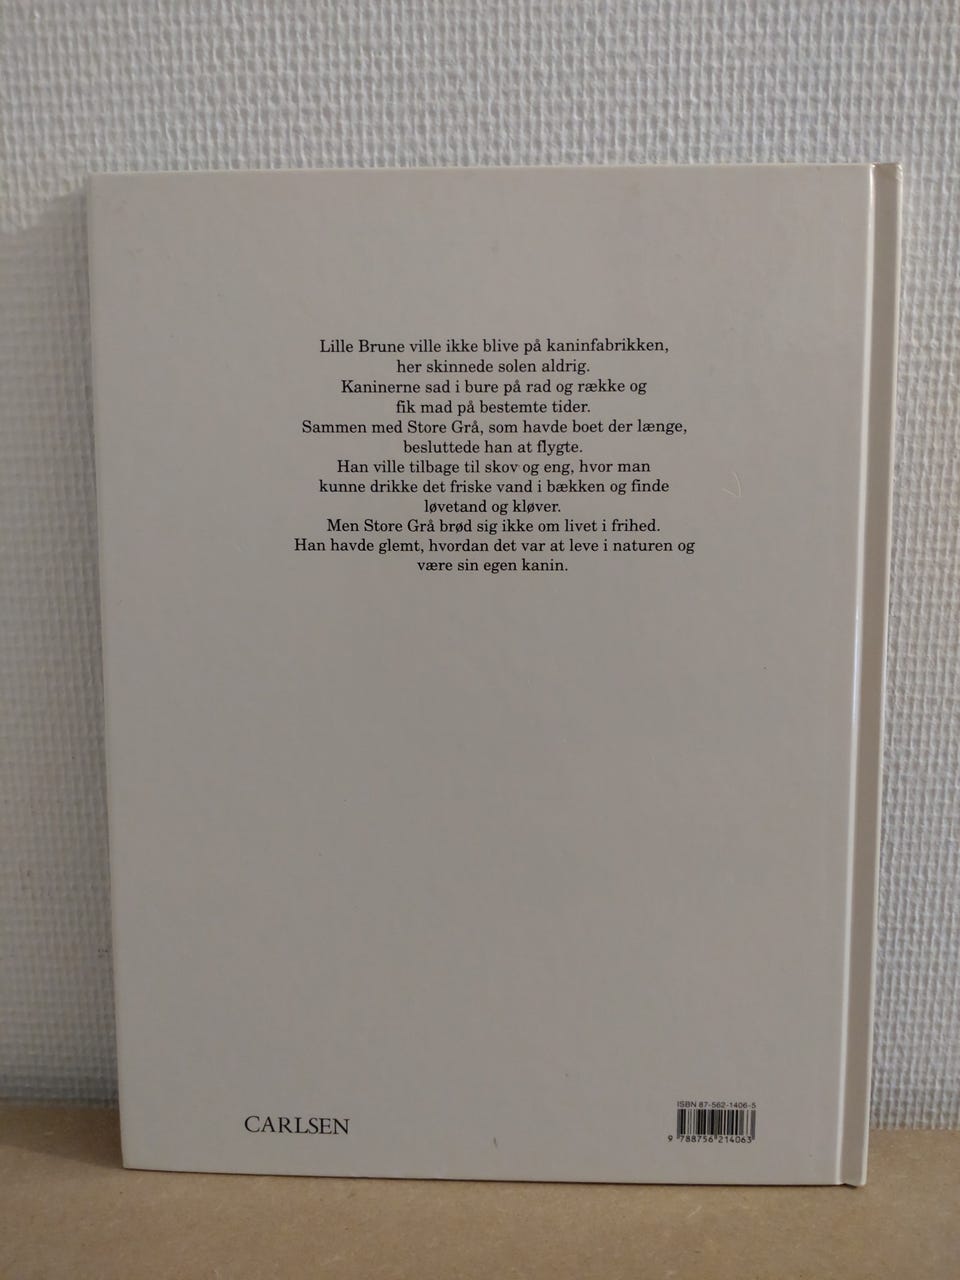 Lille Brune ville ikke blive på kaninfabrikken,
her skinnede solen aldrig.
Kaninerne sad i bure på rad og række og
fik mad på bestemte tider.
Sammen med Store Grå, som havde boet der længe,
besluttede han at flygte.
Han ville tilbage til skov og eng, hvor man
kunne drikke det friske vand i bækken og finde
løvetand og kløver.
Men Store Grå brød sig ikke om livet i frihed.
Han havde glemt, hvordan det var at leve i naturen og
være sin egen kanin.
CARLSEN
ISBN 87-562-1406-5
9 788756 214063